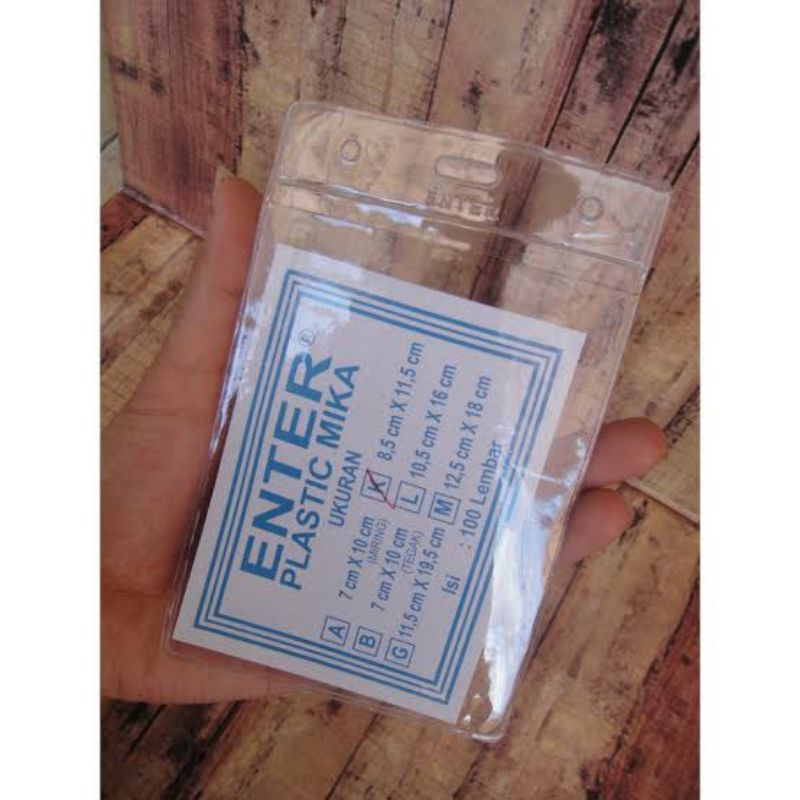 ENTER
ENTER®
PLASTIC MIKA
UKURAN
A 7 cm X 10 cm
(MIRING)
B 7 cm X 10 cm
(TEGAK)
G 11,5 cm X 19,5 cm
K 8,5 cm X 11,5 cm
L 10,5 cm X 16 cm
M 12,5 cm X 18 cm
Isi : 100 Lembar